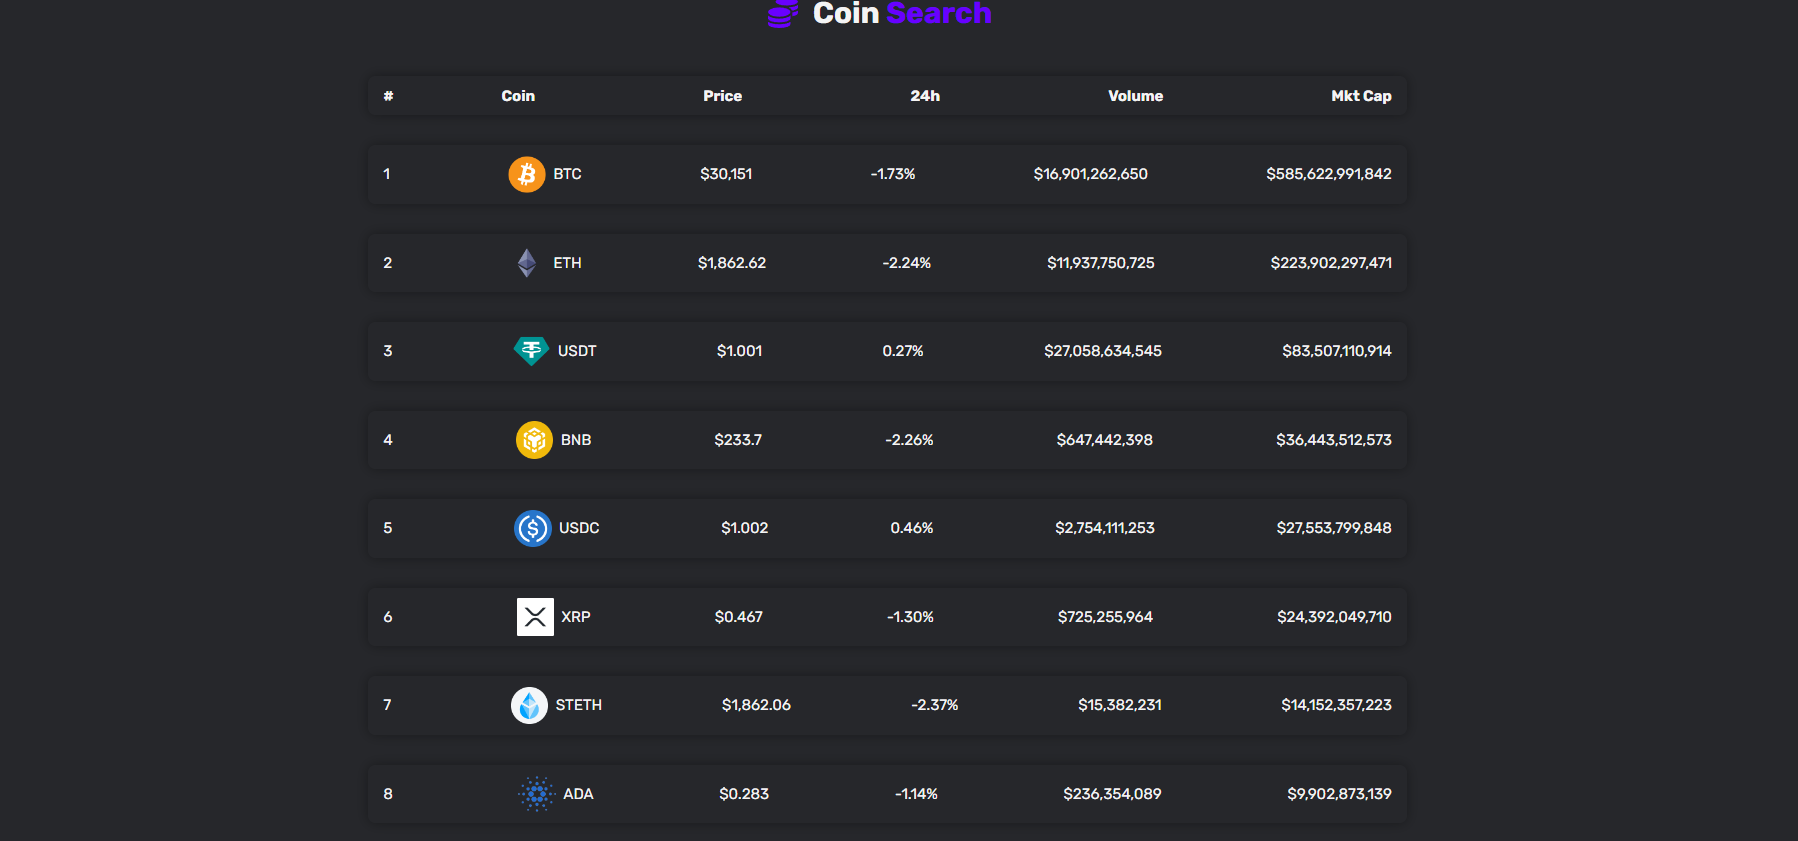 Coin Search
# Coin Price 24h Volume Mkt Cap
1 BTC $30,151 -1.73% $16,901,262,650 $585,622,991,842
2 ETH $1,862.62 -2.24% $11,937,750,725 $223,902,297,471
3 USDT $1.001 0.27% $27,058,634,545 $83,507,110,914
4 BNB $233.7 -2.26% $647,442,398 $36,443,512,573
5 USDC $1.002 0.46% $2,754,111,253 $27,553,799,848
6 XRP $0.467 -1.30% $725,255,964 $24,392,049,710
7 STETH $1,862.06 -2.37% $15,382,231 $14,152,357,223
8 ADA $0.283 -1.14% $236,354,089 $9,902,873,139